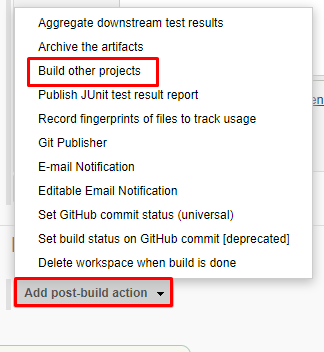 Aggregate downstream test results
Archive the artifacts
Build other projects
Publish JUnit test result report
Record fingerprints of files to track usage
Git Publisher
E-mail Notification
Editable Email Notification
Set GitHub commit status (universal)
Set build status on GitHub commit [deprecated]
Delete workspace when build is done
Add post-build action